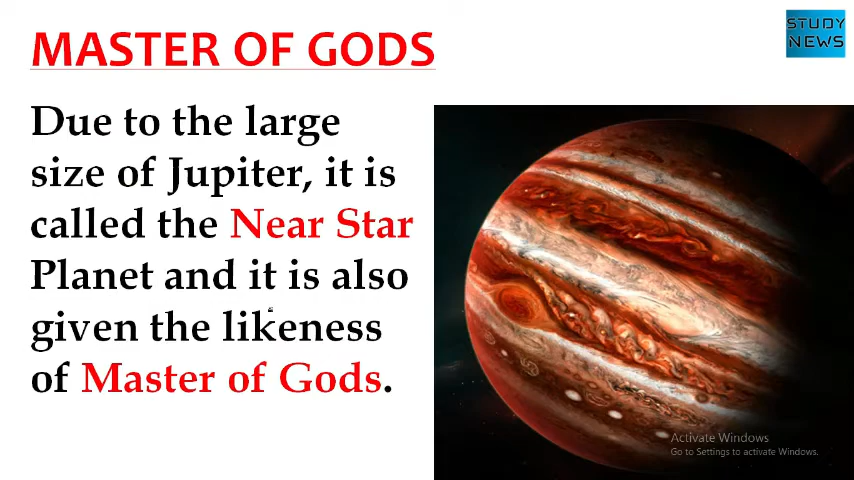 MASTER OF GODS
STUDY
NEWS
Due to the large
size of Jupiter, it is
called the Near Star
Planet and it is also
given the likeness
of Master of Gods.
Activate Windows
Go to Settings to activate Windows.